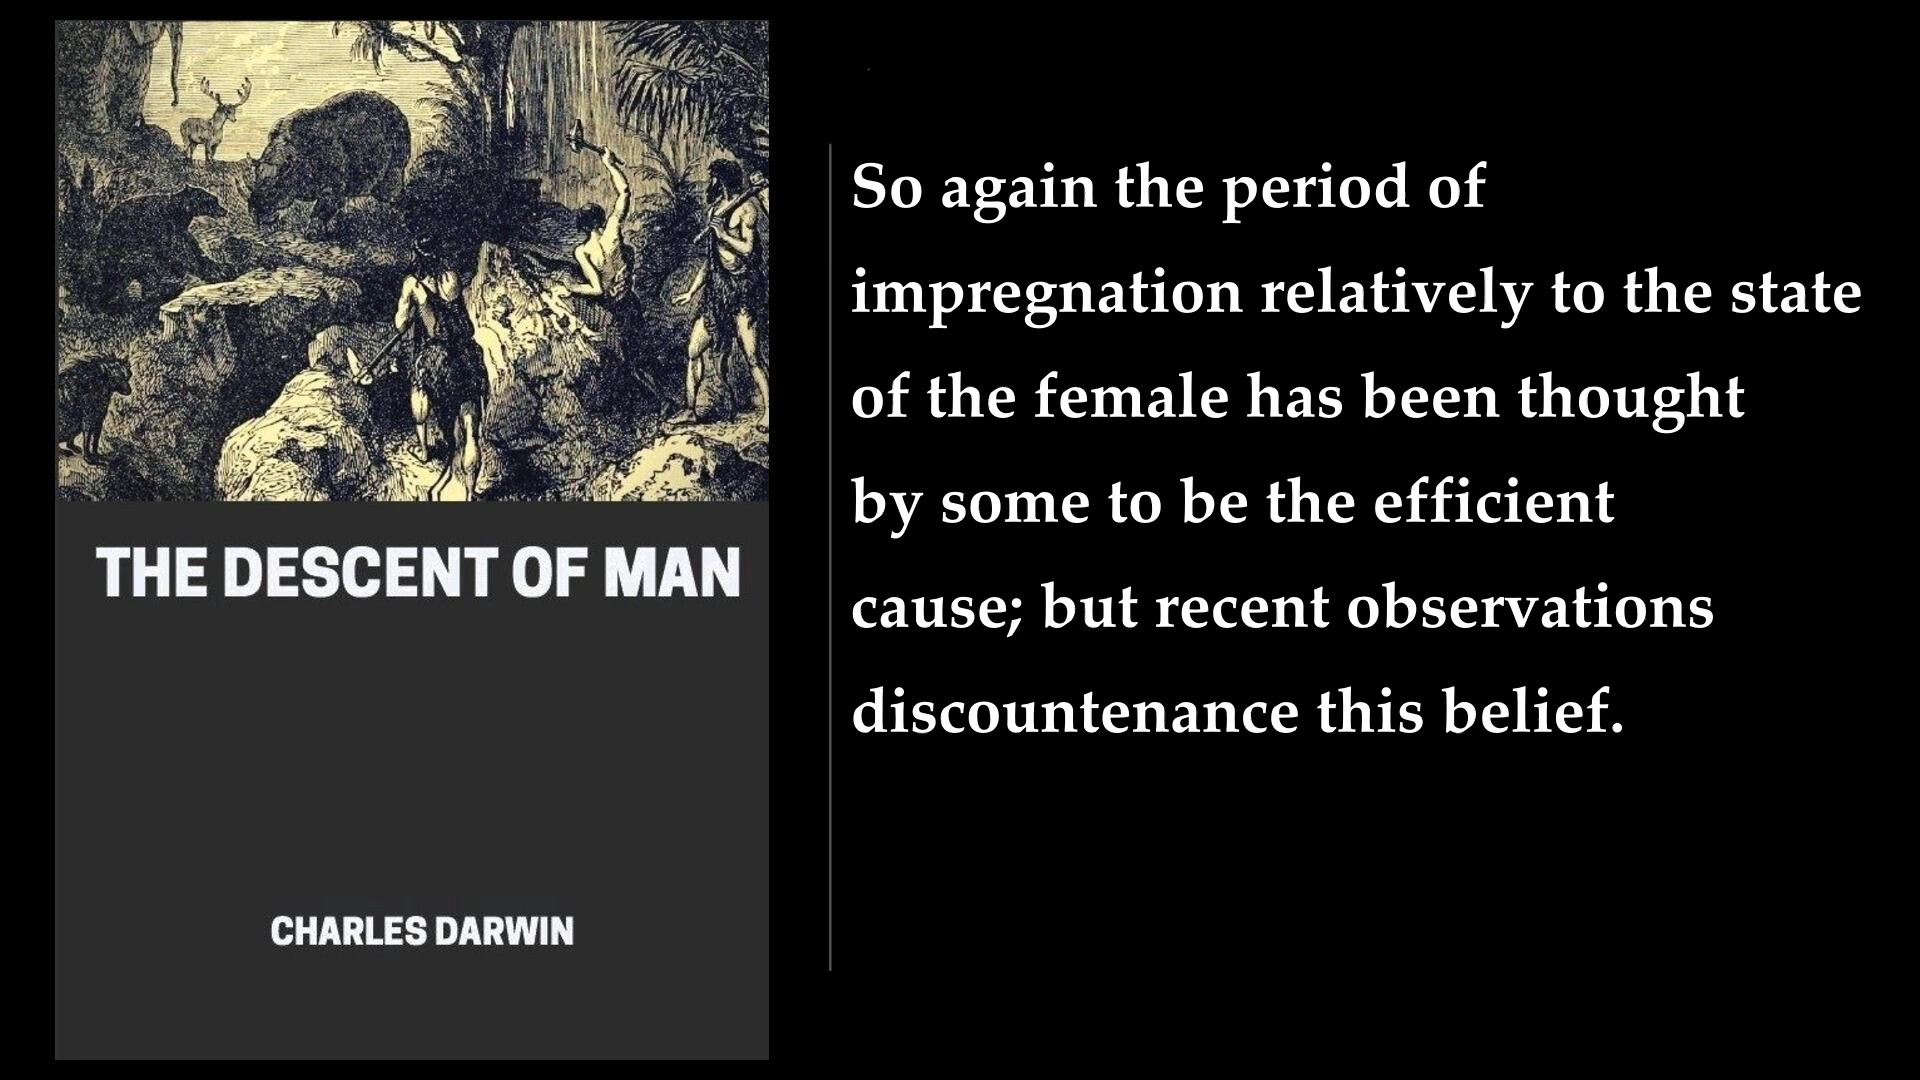 THE DESCENT OF MAN
CHARLES DARWIN
So again the period of
impregnation relatively to the state
of the female has been thought
by some to be the efficient
cause; but recent observations
discountenance this belief.